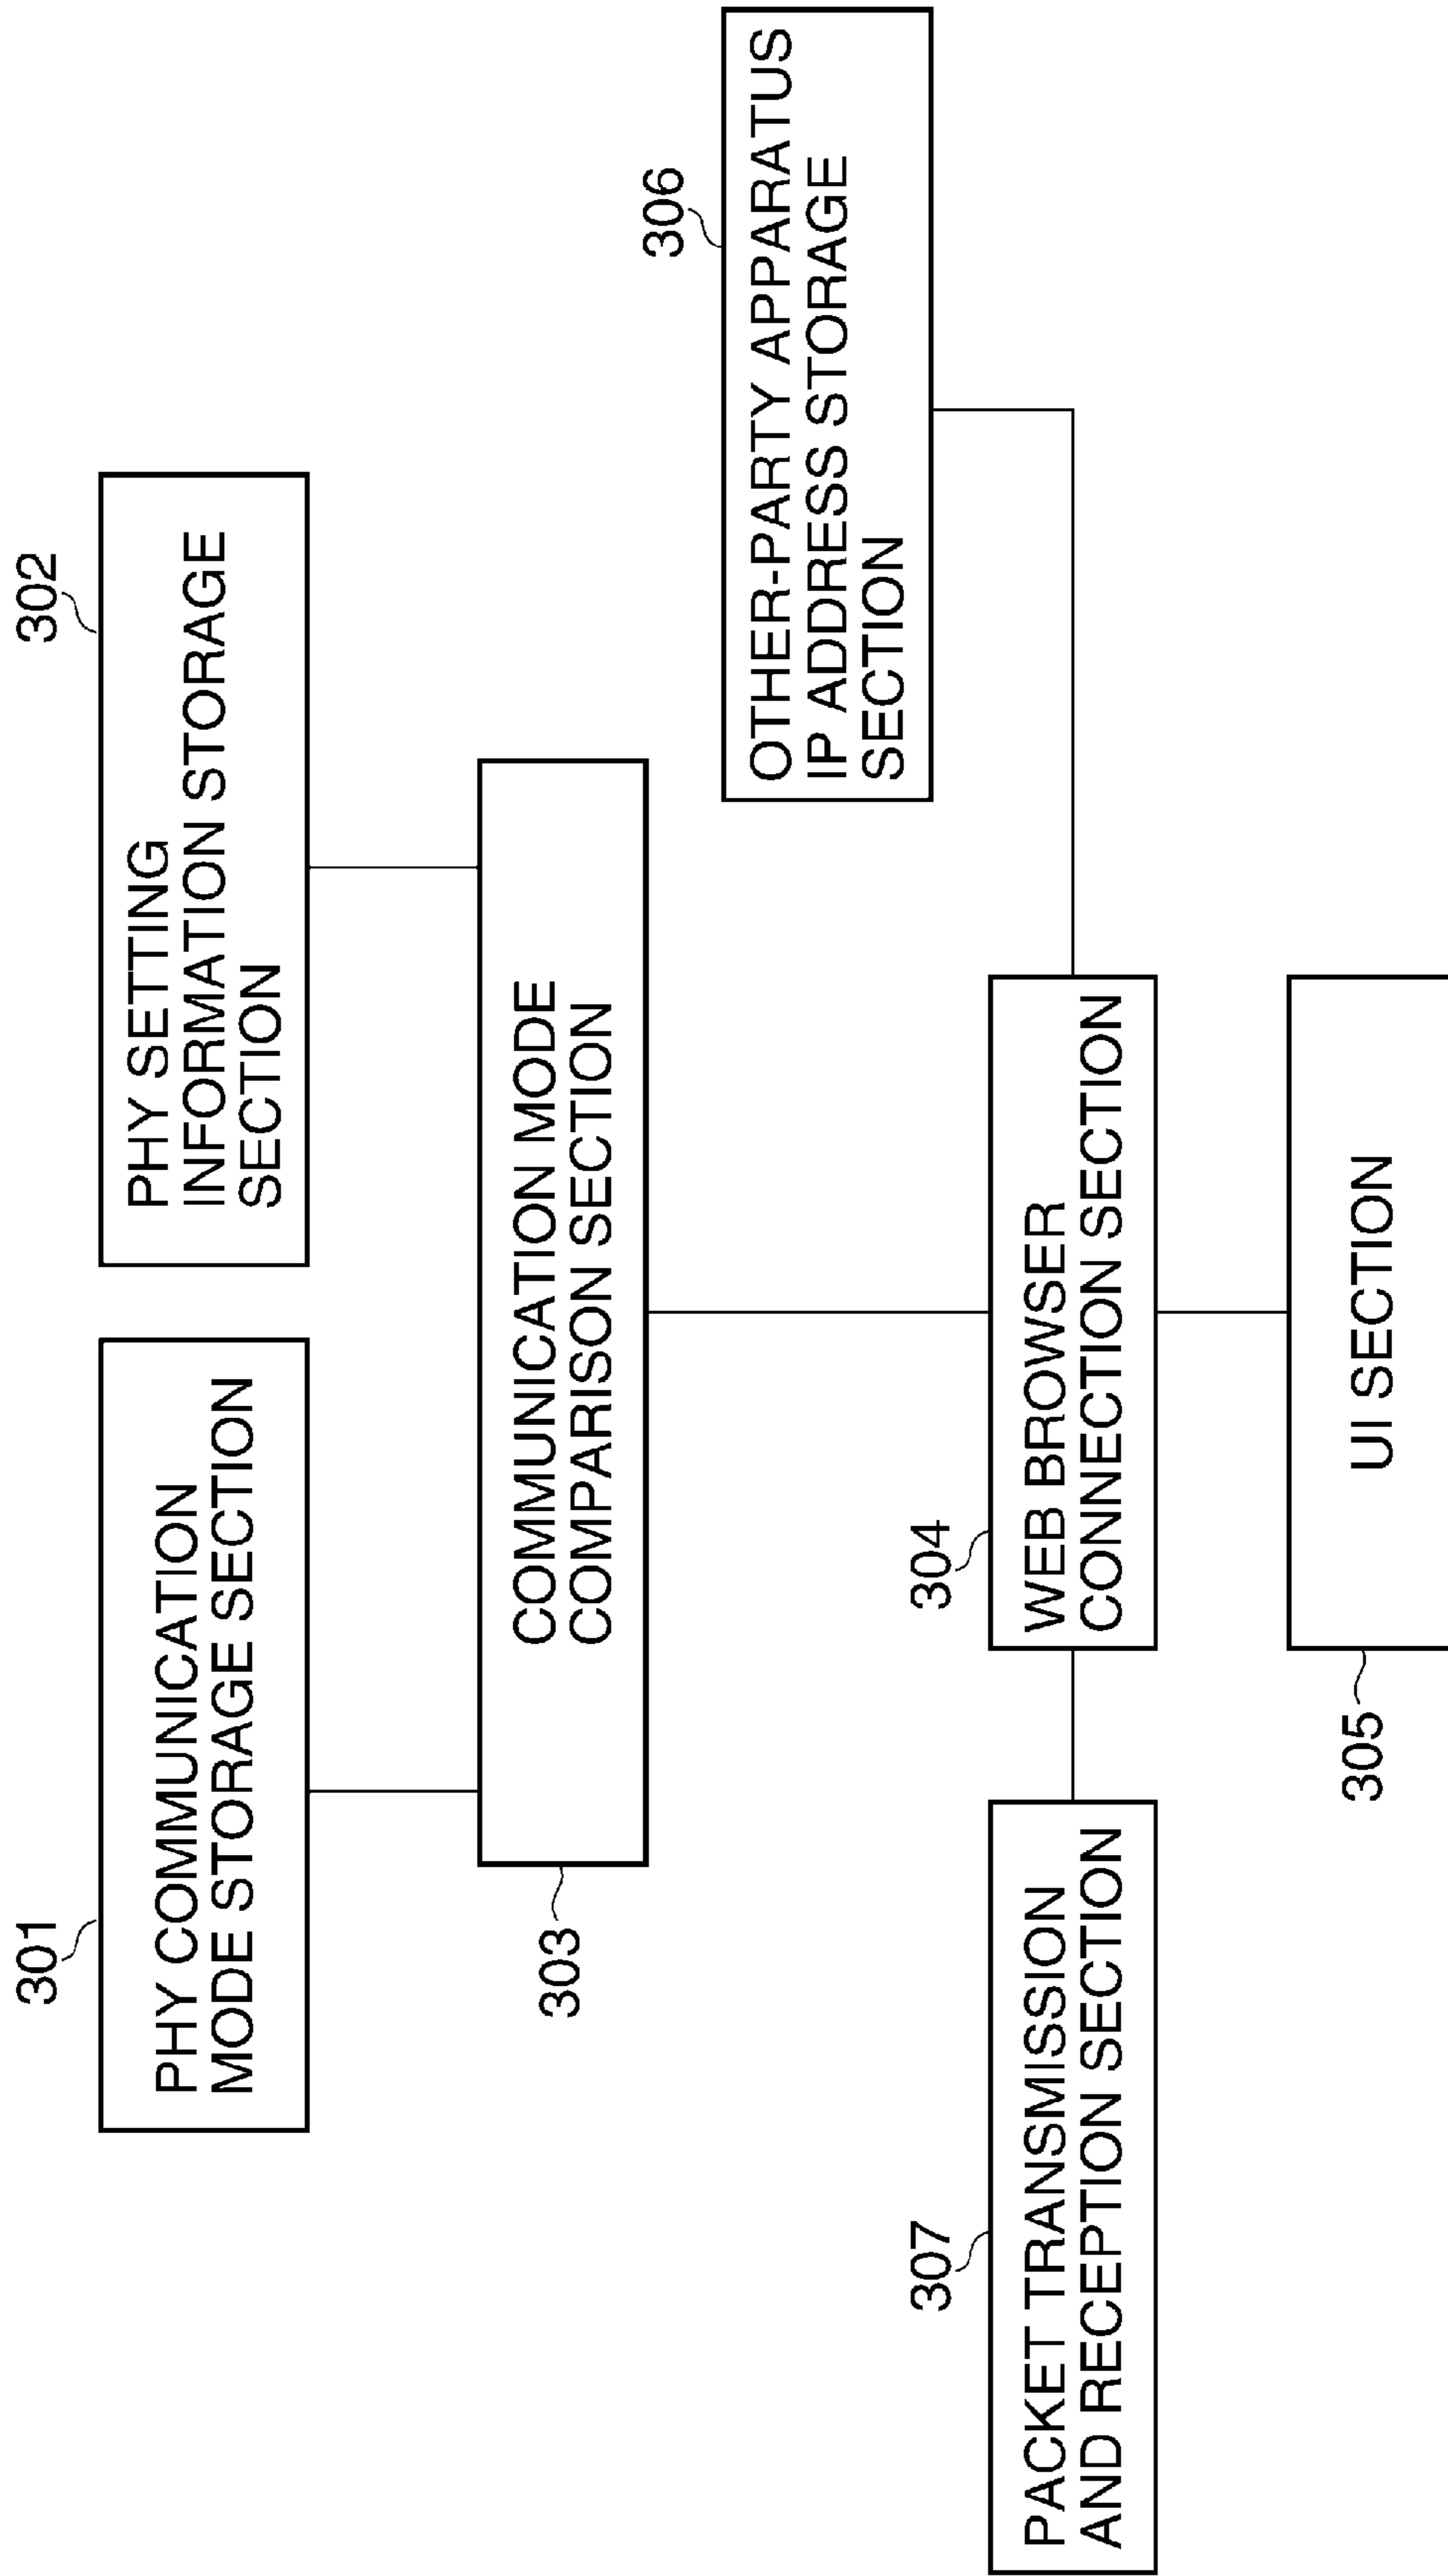 301
PHY COMMUNICATION
MODE STORAGE SECTION
302
PHY SETTING
INFORMATION STORAGE
SECTION
303
COMMUNICATION MODE
COMPARISON SECTION
306
OTHER-PARTY APPARATUS
IP ADDRESS STORAGE
SECTION
307
PACKET TRANSMISSION
AND RECEPTION SECTION
304
WEB BROWSER
CONNECTION SECTION
305
UI SECTION